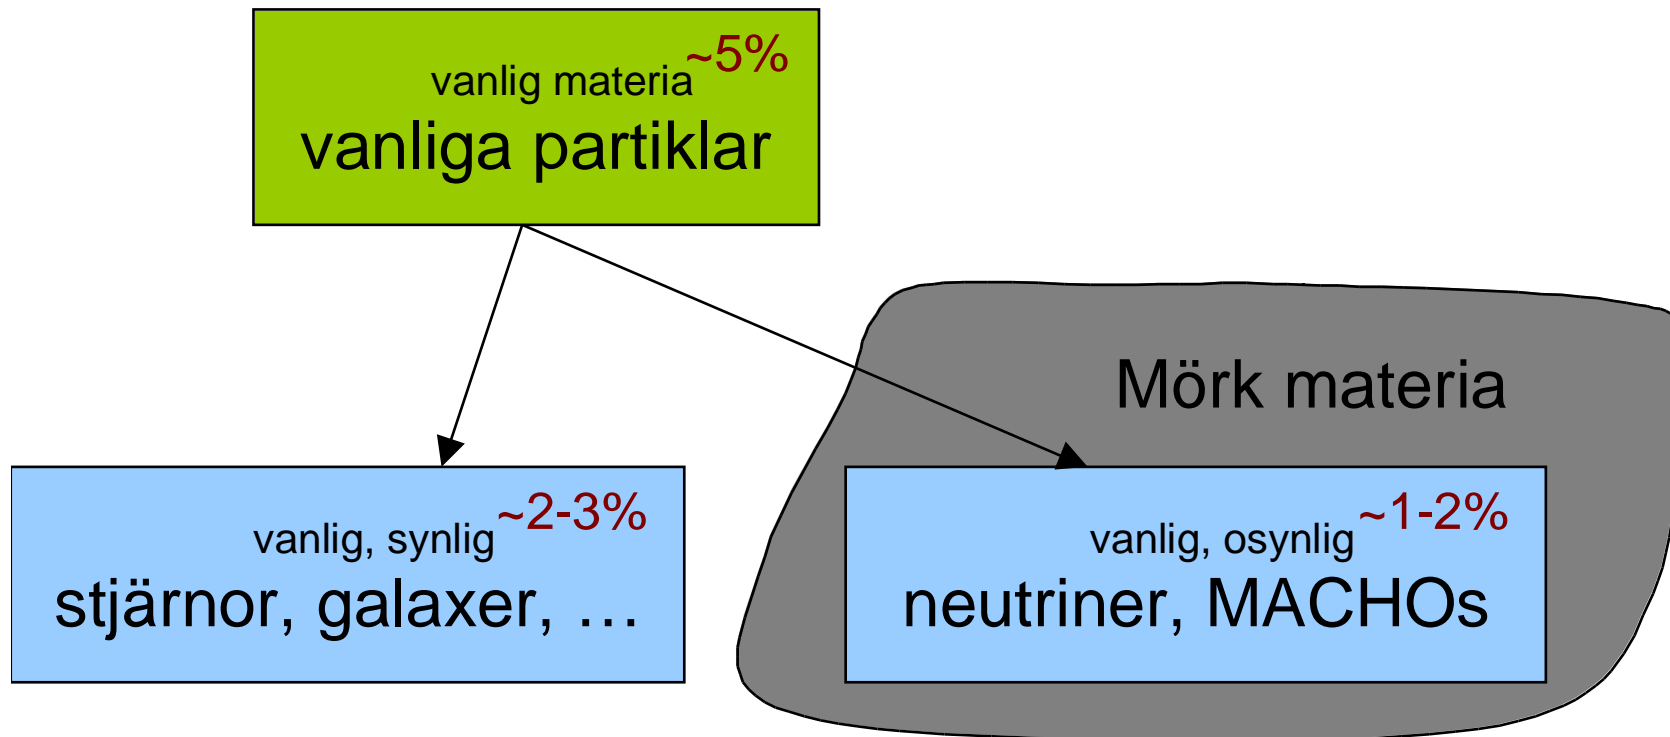 vanlig materia ~5%
vanliga partiklar
Mörk materia
vanlig, synlig ~2-3%
stjärnor, galaxer, …
vanlig, osynlig ~1-2%
neutriner, MACHOs